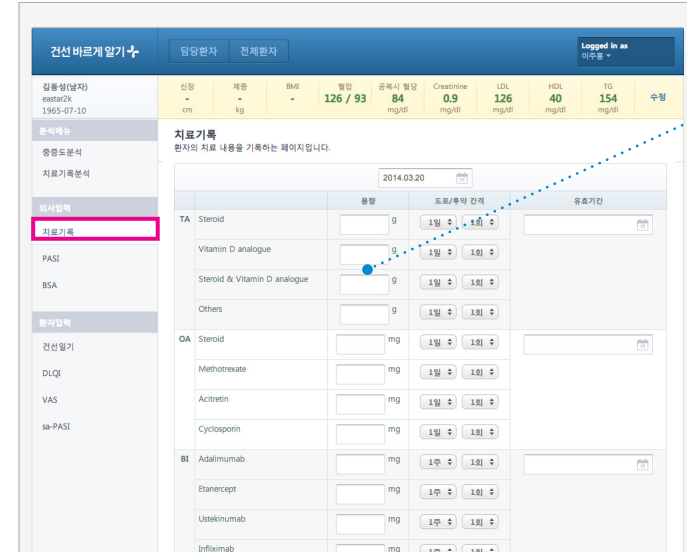 건선 바르게 알기
담당환자 전체환자
Logged in as
이주흥
김동성(남자)
eastar2k
1965-07-10
신장 체중 BMI 혈압 공복시 혈당 Creatinine LDL HDL TG
- - - 126 / 93 84 0.9 126 40 154 수정
cm kg mg/dl mg/dl mg/dl mg/dl mg/dl
분석메뉴
중증도분석
치료기록분석
의사입력
치료기록
PASI
BSA
환자입력
건선일기
DLQI
VAS
sa-PASI
치료기록
환자의 치료 내용을 기록하는 페이지입니다.
2014.03.20
용량 도포/투약 간격 유효기간
TA Steroid g 1일 1회
Vitamin D analogue g 1일 1회
Steroid & Vitamin D analogue g 1일 1회
Others g 1일 1회
OA Steroid mg 1일 1회
Methotrexate mg 1일 1회
Acitretin mg 1일 1회
Cyclosporin mg 1일 1회
BI Adalimumab mg 1주 1회
Etanercept mg 1주 1회
Ustekinumab mg 1주 1회
Infliximab mg 1주 1회